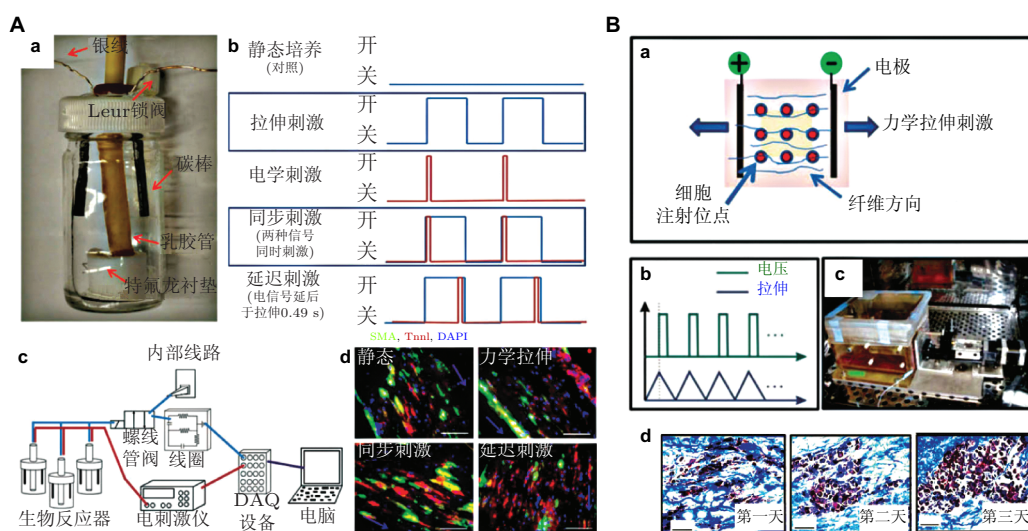 A
a
银线
Leur锁阀
碳棒
乳胶管
特氟龙衬垫
b
静态培养
(对照)
开
关
拉伸刺激
开
关
电学刺激
开
关
同步刺激
(两种信号
同时刺激)
开
关
延迟刺激
(电信号延后
于拉伸0.49 s)
开
关
c
内部线路
螺线
管阀
线圈
生物反应器
电刺激仪
DAQ
设备
电脑
SMA, TnnI, DAPI
d
静态
力学拉伸
同步刺激
延迟刺激
B
a
+
-
电极
力学拉伸刺激
细胞
注射位点
纤维方向
b
电压
拉伸
...
...
c
d
第一天
第二天
第三天